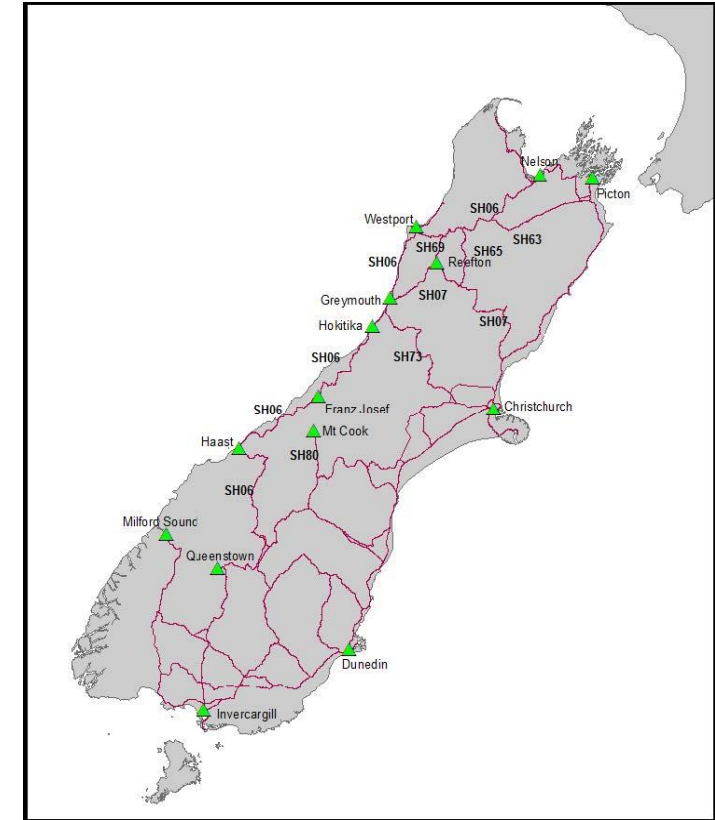 Nelson
Picton
SH06
Westport
SH63
SH69
SH65
SH06
Reefton
SH07
Greymouth
SH07
Hokitika
SH06
SH73
Franz Josef
Christchurch
SH06
Mt Cook
Haast
SH80
SH06
Milford Sound
Queenstown
Dunedin
Invercargill